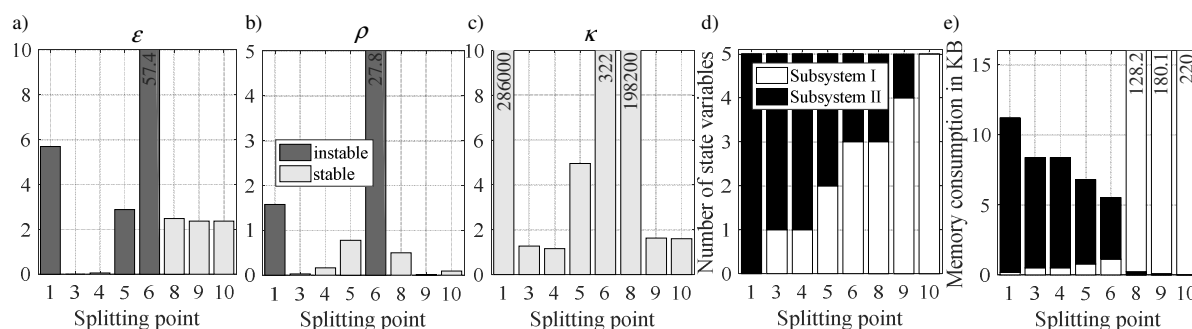 a)
ε
10
8
6
4
2
0
57.4
1 3 4 5 6 8 9 10
Splitting point
b)
ρ
5
4
3
2
1
0
27.8
instable
stable
1 3 4 5 6 8 9 10
Splitting point
c)
κ
10
8
6
4
2
0
286000
322
198200
1 3 4 5 6 8 9 10
Splitting point
d)
Number of state variables
5
4
3
2
1
0
Subsystem I
Subsystem II
1 3 4 5 6 8 9 10
Splitting point
e)
Memory consumption in KB
15
10
5
0
128.2
180.1
220
1 3 4 5 6 8 9 10
Splitting point